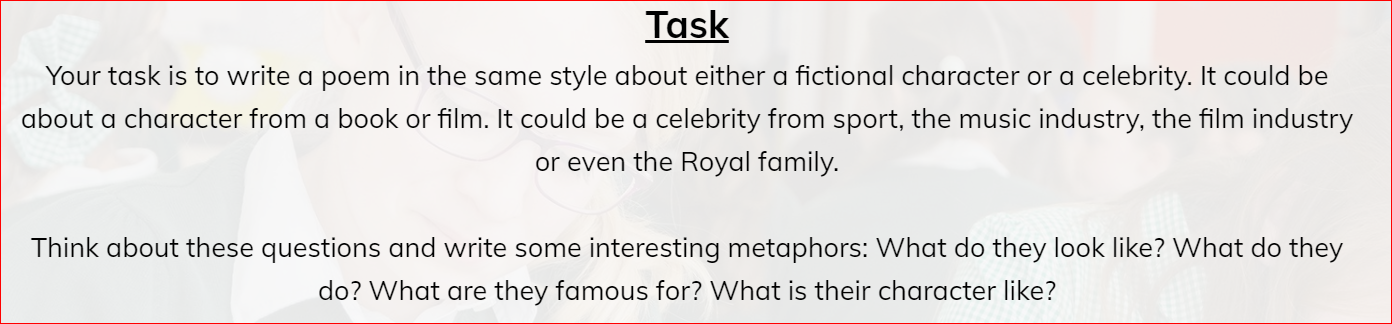 Task
Your task is to write a poem in the same style about either a fictional character or a celebrity. It could be
about a character from a book or film. It could be a celebrity from sport, the music industry, the film industry
or even the Royal family.
Think about these questions and write some interesting metaphors: What do they look like? What do they
do? What are they famous for? What is their character like?